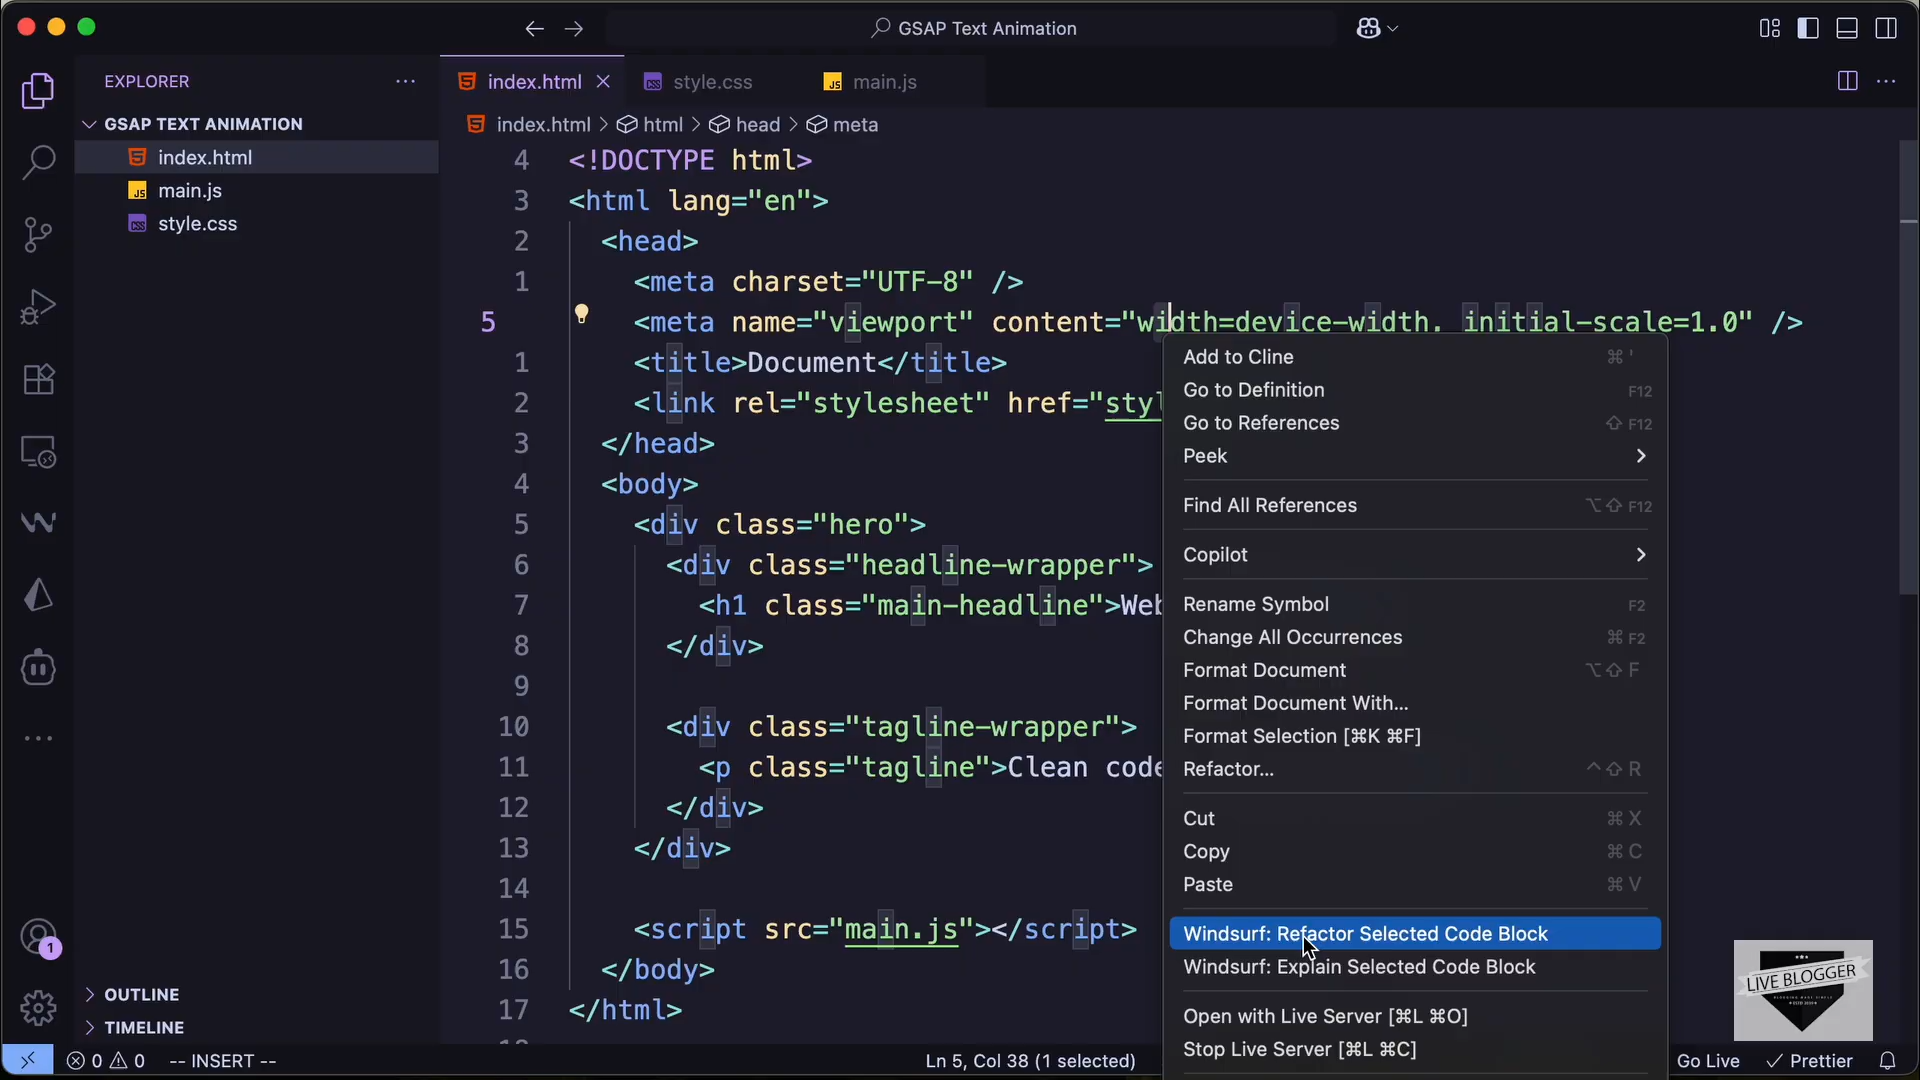 GSAP Text Animation
EXPLORER
GSAP TEXT ANIMATION
index.html
main.js
style.css
OUTLINE
TIMELINE
1
index.html
style.css
main.js
index.html > html > head > meta
4 <!DOCTYPE html>
3 <html lang="en">
2 <head>
1 <meta charset="UTF-8" />
5 <meta name="viewport" content="width=device-width, initial-scale=1.0" />
1 <title>Document</title>
2 <link rel="stylesheet" href="styl
3 </head>
4 <body>
5 <div class="hero">
6 <div class="headline-wrapper">
7 <h1 class="main-headline">Web
8 </div>
9
10 <div class="tagline-wrapper">
11 <p class="tagline">Clean code
12 </div>
13 </div>
14
15 <script src="main.js"></script>
16 </body>
17 </html>
Add to Cline ⌘ '
Go to Definition F12
Go to References ⇧ F12
Peek
Find All References ⌥⇧ F12
Copilot
Rename Symbol F2
Change All Occurrences ⌘ F2
Format Document ⌥⇧ F
Format Document With...
Format Selection [⌘K ⌘F]
Refactor... ^⇧ R
Cut ⌘ X
Copy ⌘ C
Paste ⌘ V
Windsurf: Refactor Selected Code Block
Windsurf: Explain Selected Code Block
Open with Live Server [⌘L ⌘O]
Stop Live Server [⌘L ⌘C]
LIVE BLOGGER
0 0 -- INSERT -- Ln 5, Col 38 (1 selected) Go Live Prettier